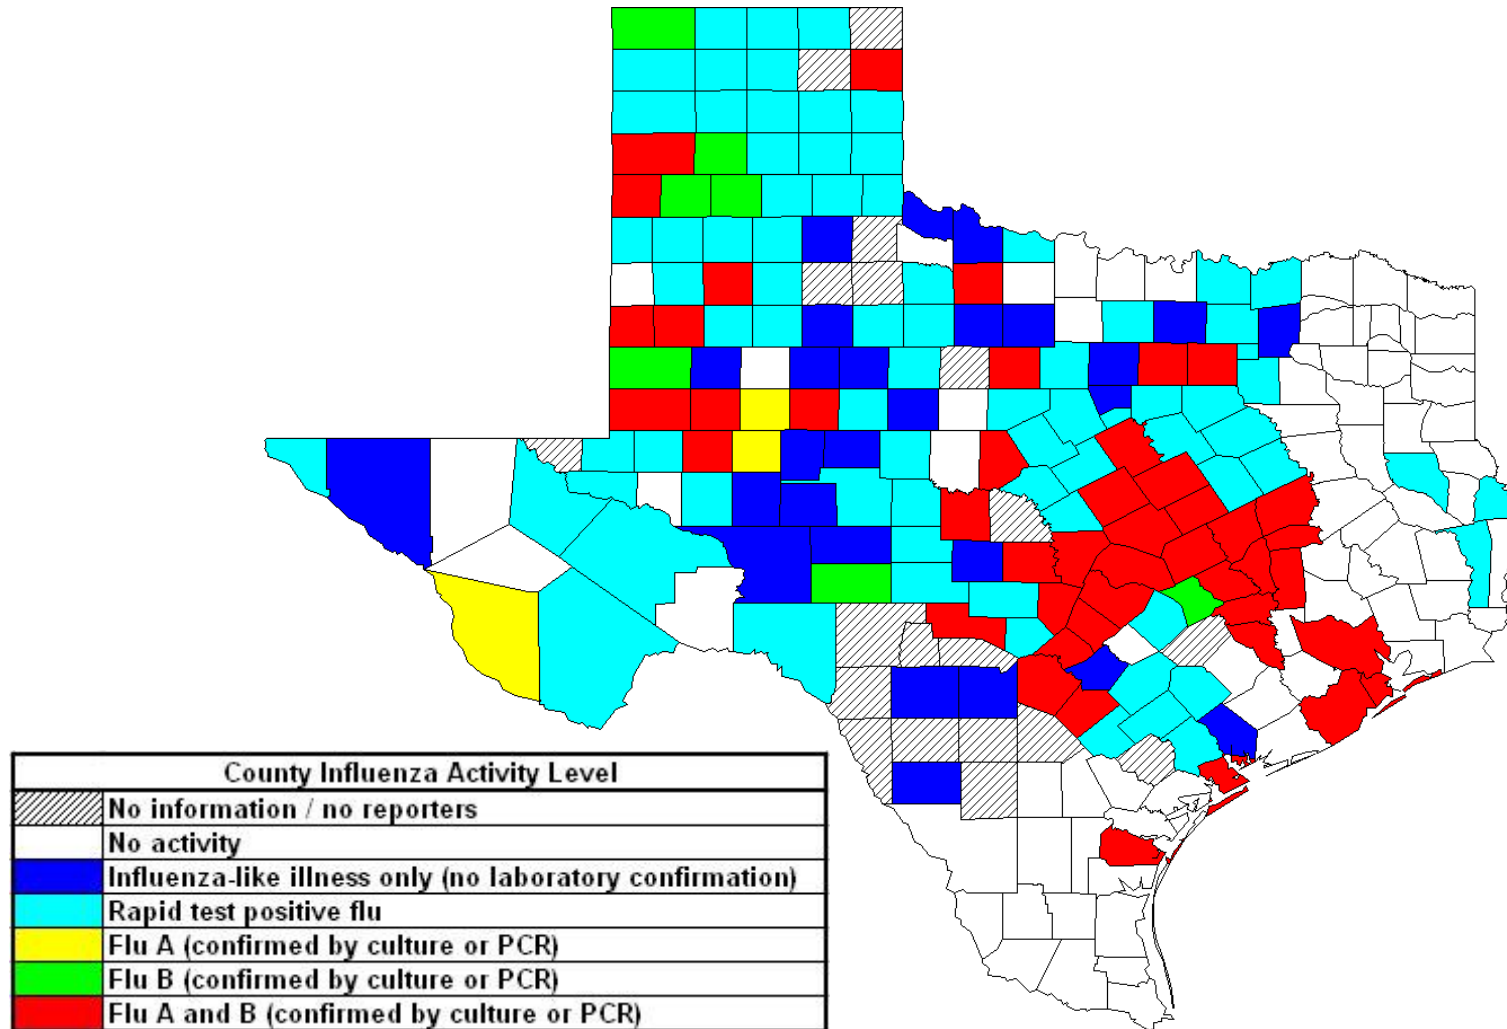 County Influenza Activity Level
No information / no reporters
No activity
Influenza-like illness only (no laboratory confirmation)
Rapid test positive flu
Flu A (confirmed by culture or PCR)
Flu B (confirmed by culture or PCR)
Flu A and B (confirmed by culture or PCR)